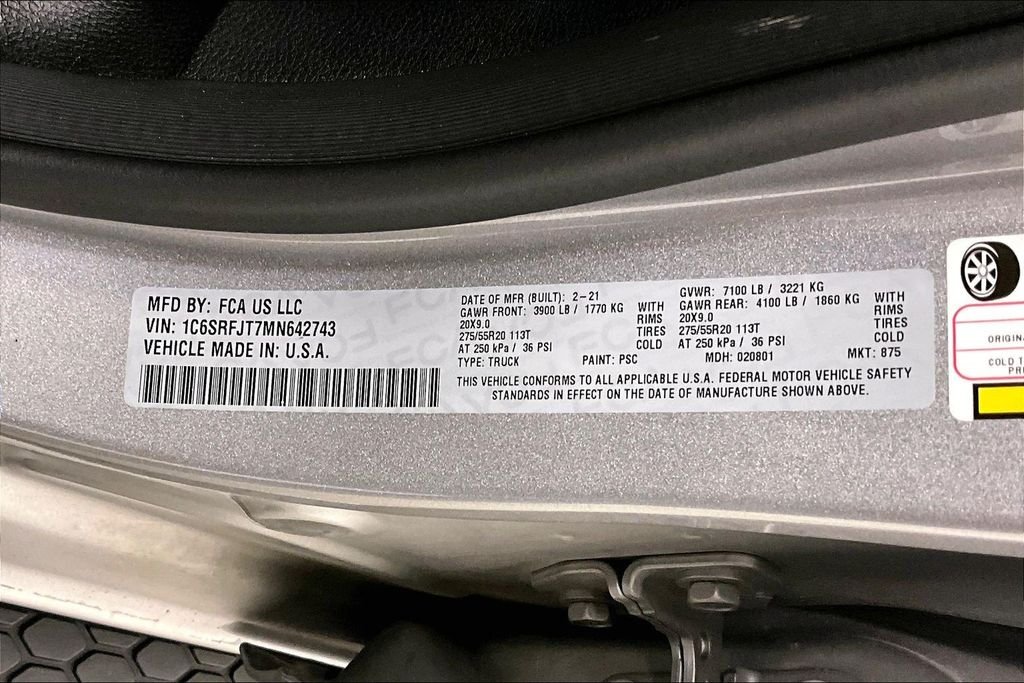 MFD BY: FCA US LLC
VIN: 1C6SRFJT7MN642743
VEHICLE MADE IN: U.S.A.
DATE OF MFR (BUILT): 2-21
GAWR FRONT: 3900 LB / 1770 KG WITH
20X9.0 RIMS
275/55R20 113T TIRES
AT 250 kPa / 36 PSI COLD
TYPE: TRUCK PAINT: PSC
GVWR: 7100 LB / 3221 KG
GAWR REAR: 4100 LB / 1860 KG WITH
20X9.0 RIMS
275/55R20 113T TIRES
AT 250 kPa / 36 PSI COLD
MDH: 020801 MKT: 875
THIS VEHICLE CONFORMS TO ALL APPLICABLE U.S.A. FEDERAL MOTOR VEHICLE SAFETY
STANDARDS IN EFFECT ON THE DATE OF MANUFACTURE SHOWN ABOVE.
COLD